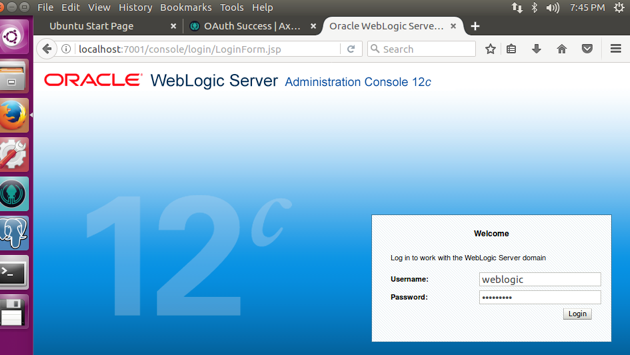 File Edit View History Bookmarks Tools Help 7:45 PM
Ubuntu Start Page OAuth Success | Ax... Oracle WebLogic Serve...
localhost:7001/console/login/LoginForm.jsp Search
ORACLE WebLogic Server Administration Console 12c
12c
Welcome
Log in to work with the WebLogic Server domain
Username: weblogic
Password: •••••••••
Login